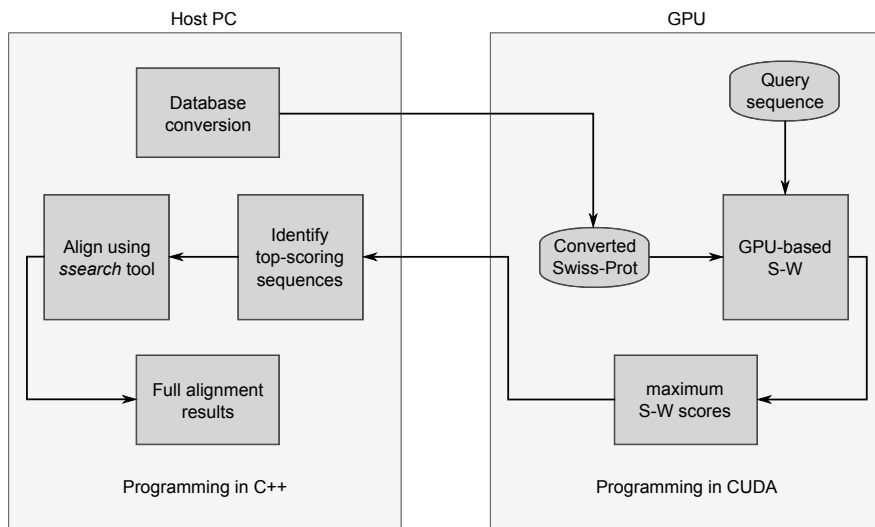 Host PC
GPU
Database
conversion
Query
sequence
Align using
ssearch tool
Identify
top-scoring
sequences
Converted
Swiss-Prot
GPU-based
S-W
Full alignment
results
maximum
S-W scores
Programming in C++
Programming in CUDA